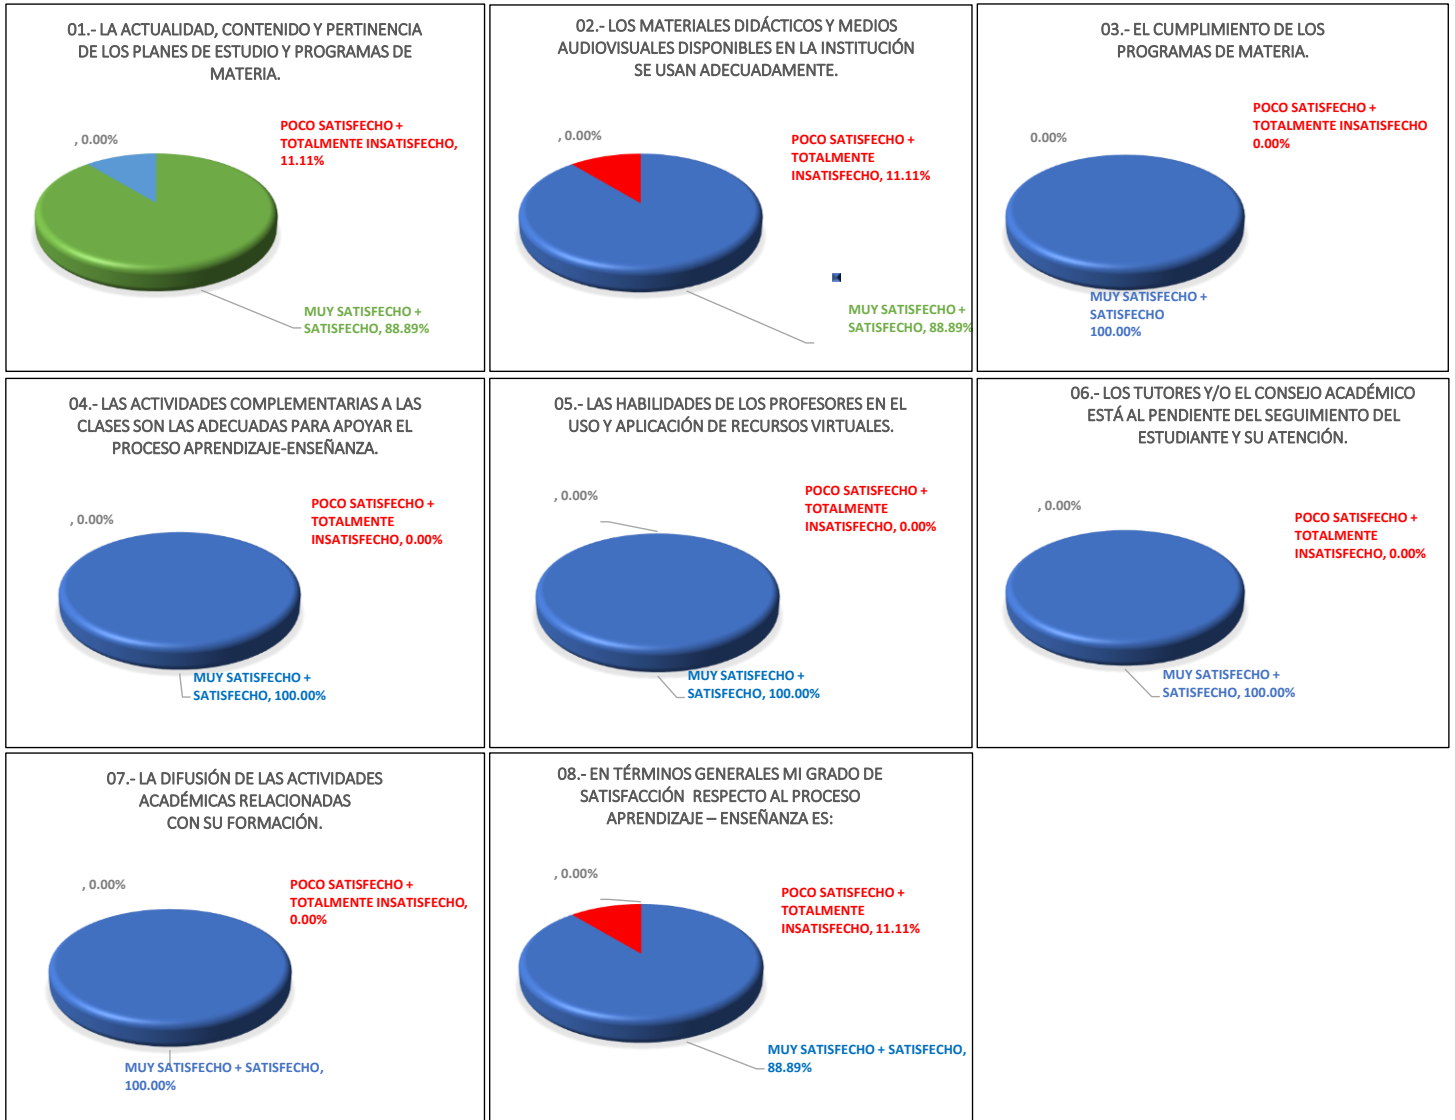 01.- LA ACTUALIDAD, CONTENIDO Y PERTINENCIA
DE LOS PLANES DE ESTUDIO Y PROGRAMAS DE
MATERIA.
, 0.00%
POCO SATISFECHO +
TOTALMENTE INSATISFECHO,
11.11%
MUY SATISFECHO +
SATISFECHO, 88.89%
02.- LOS MATERIALES DIDÁCTICOS Y MEDIOS
AUDIOVISUALES DISPONIBLES EN LA INSTITUCIÓN
SE USAN ADECUADAMENTE.
, 0.00%
POCO SATISFECHO +
TOTALMENTE
INSATISFECHO, 11.11%
MUY SATISFECHO +
SATISFECHO, 88.89%
03.- EL CUMPLIMIENTO DE LOS
PROGRAMAS DE MATERIA.
0.00%
POCO SATISFECHO +
TOTALMENTE INSATISFECHO
0.00%
MUY SATISFECHO +
SATISFECHO
100.00%
04.- LAS ACTIVIDADES COMPLEMENTARIAS A LAS
CLASES SON LAS ADECUADAS PARA APOYAR EL
PROCESO APRENDIZAJE-ENSEÑANZA.
, 0.00%
POCO SATISFECHO +
TOTALMENTE
INSATISFECHO, 0.00%
MUY SATISFECHO +
SATISFECHO, 100.00%
05.- LAS HABILIDADES DE LOS PROFESORES EN EL
USO Y APLICACIÓN DE RECURSOS VIRTUALES.
, 0.00%
POCO SATISFECHO +
TOTALMENTE
INSATISFECHO, 0.00%
MUY SATISFECHO +
SATISFECHO, 100.00%
06.- LOS TUTORES Y/O EL CONSEJO ACADÉMICO
ESTÁ AL PENDIENTE DEL SEGUIMIENTO DEL
ESTUDIANTE Y SU ATENCIÓN.
, 0.00%
POCO SATISFECHO +
TOTALMENTE
INSATISFECHO, 0.00%
MUY SATISFECHO +
SATISFECHO, 100.00%
07.- LA DIFUSIÓN DE LAS ACTIVIDADES
ACADÉMICAS RELACIONADAS
CON SU FORMACIÓN.
, 0.00%
POCO SATISFECHO +
TOTALMENTE INSATISFECHO,
0.00%
MUY SATISFECHO + SATISFECHO,
100.00%
08.- EN TÉRMINOS GENERALES MI GRADO DE
SATISFACCIÓN  RESPECTO AL PROCESO
APRENDIZAJE – ENSEÑANZA ES:
, 0.00%
POCO SATISFECHO +
TOTALMENTE
INSATISFECHO, 11.11%
MUY SATISFECHO + SATISFECHO,
88.89%